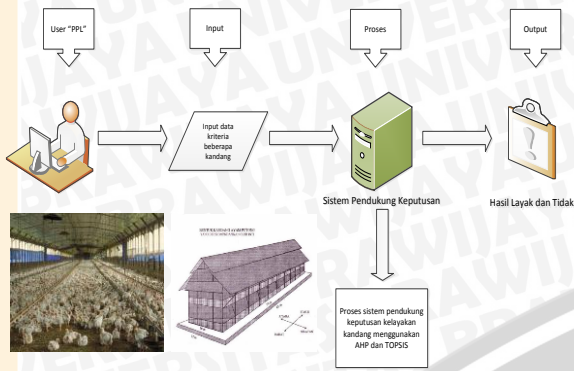 User "PPL"
Input
Proses
Output
Input data
kriteria
beberapa
kandang
Sistem Pendukung Keputusan
Hasil Layak dan Tidak
Proses sistem pendukung
keputusan kelayakan
kandang menggunakan
AHP dan TOPSIS